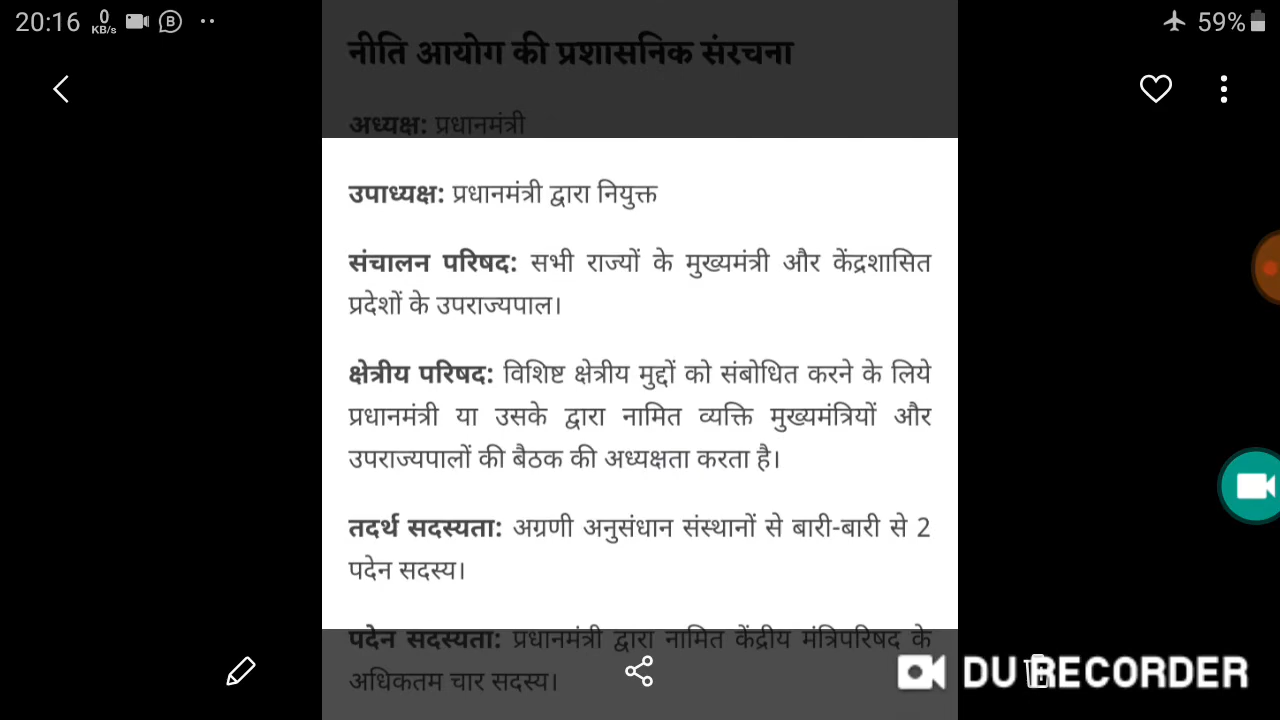 20:16 0 KB/s B 59%
नीति आयोग की प्रशासनिक संरचना
अध्यक्ष: प्रधानमंत्री
उपाध्यक्ष: प्रधानमंत्री द्वारा नियुक्त
संचालन परिषद: सभी राज्यों के मुख्यमंत्री और केंद्रशासित
प्रदेशों के उपराज्यपाल।
क्षेत्रीय परिषद: विशिष्ट क्षेत्रीय मुद्दों को संबोधित करने के लिये
प्रधानमंत्री या उसके द्वारा नामित व्यक्ति मुख्यमंत्रियों और
उपराज्यपालों की बैठक की अध्यक्षता करता है।
तदर्थ सदस्यता: अग्रणी अनुसंधान संस्थानों से बारी-बारी से 2
पदेन सदस्य।
पदेन सदस्यता: प्रधानमंत्री द्वारा नामित केंद्रीय मंत्रिपरिषद के
अधिकतम चार सदस्य।
DU RECORDER